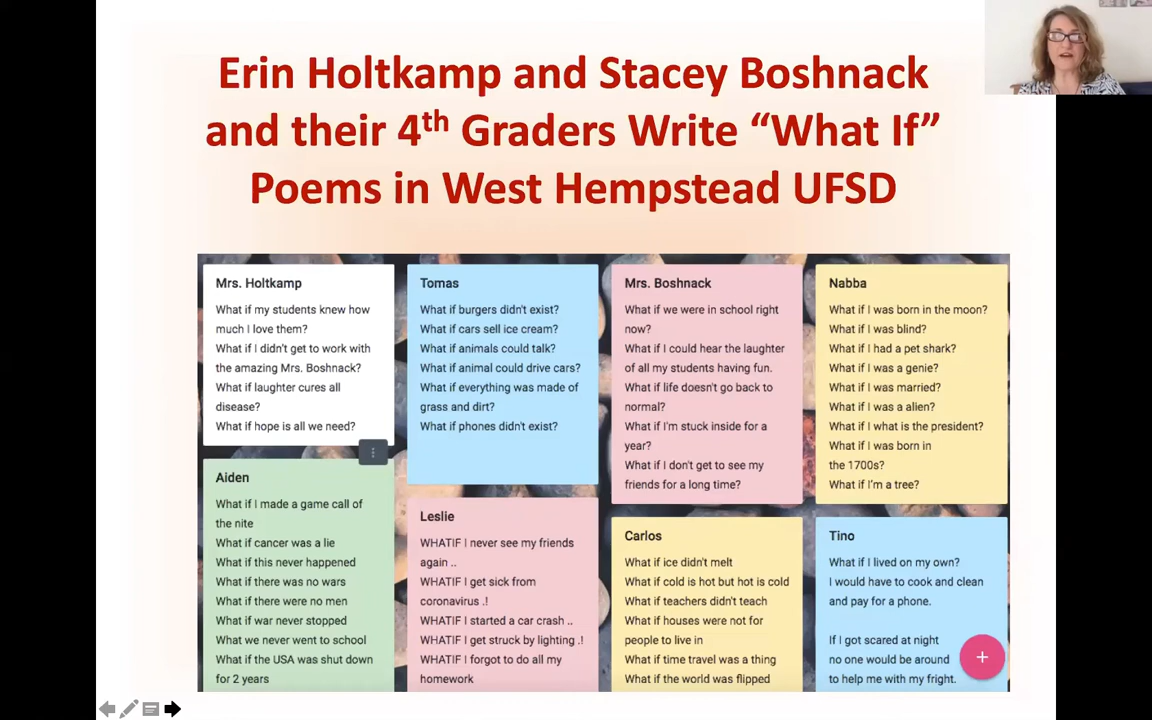 Erin Holtkamp and Stacey Boshnack
and their 4th Graders Write “What If”
Poems in West Hempstead UFSD
Mrs. Holtkamp
What if my students knew how
much I love them?
What if I didn't get to work with
the amazing Mrs. Boshnack?
What if laughter cures all
disease?
What if hope is all we need?
Aiden
What if I made a game call of
the nite
What if cancer was a lie
What if this never happened
What if there was no wars
What if there were no men
What if war never stopped
What we never went to school
What if the USA was shut down
for 2 years
Tomas
What if burgers didn't exist?
What if cars sell ice cream?
What if animals could talk?
What if animal could drive cars?
What if everything was made of
grass and dirt?
What if phones didn't exist?
Leslie
WHATIF I never see my friends
again ..
WHATIF I get sick from
coronavirus .!
WHATIF I started a car crash ..
WHATIF I get struck by lighting .!
WHATIF I forgot to do all my
homework
Mrs. Boshnack
What if we were in school right
now?
What if I could hear the laughter
of all my students having fun.
What if life doesn't go back to
normal?
What if I'm stuck inside for a
year?
What if I don't get to see my
friends for a long time?
Carlos
What if ice didn't melt
What if cold is hot but hot is cold
What if teachers didn't teach
What if houses were not for
people to live in
What if time travel was a thing
What if the world was flipped
Nabba
What if I was born in the moon?
What if I was blind?
What if I had a pet shark?
What if I was a genie?
What if I was married?
What if I was a alien?
What if I what is the president?
What if I was born in
the 1700s?
What if I'm a tree?
Tino
What if I lived on my own?
I would have to cook and clean
and pay for a phone.
If I got scared at night
no one would be around
to help me with my fright.